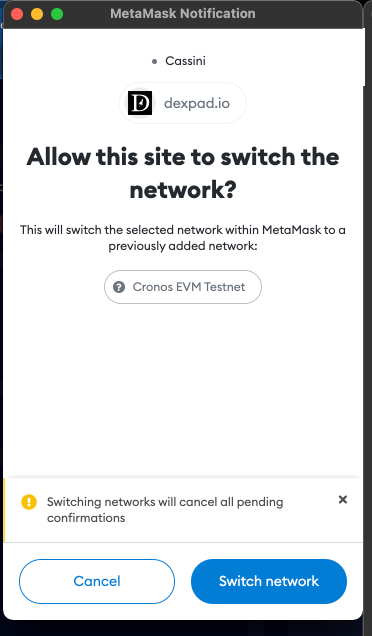 MetaMask Notification
Cassini
dexpad.io
Allow this site to switch the
network?
This will switch the selected network within MetaMask to a
previously added network:
Cronos EVM Testnet
Switching networks will cancel all pending
confirmations
Cancel
Switch network